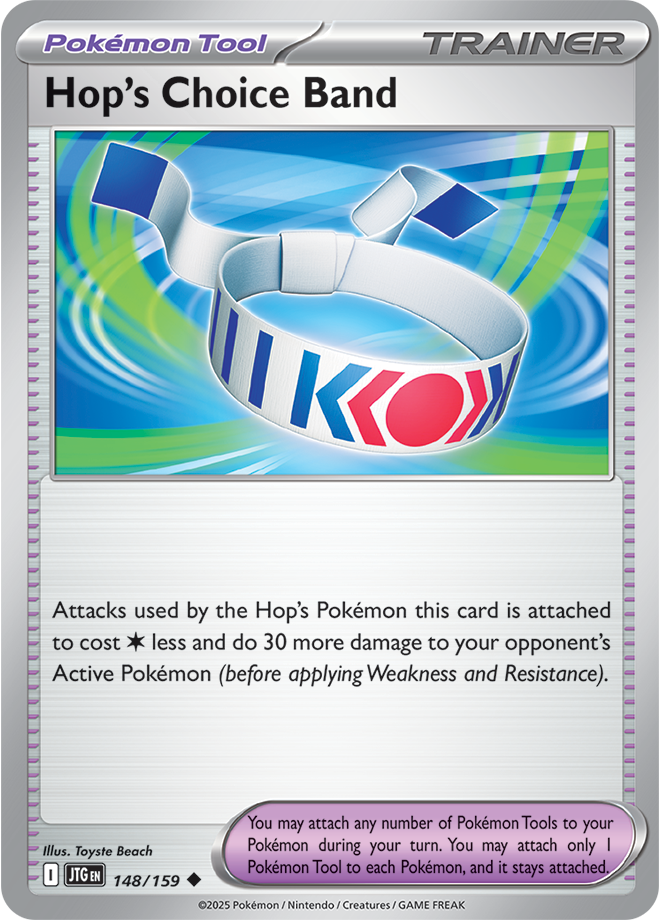 Pokémon Tool
TRAINER
Hop's Choice Band
Attacks used by the Hop's Pokémon this card is attached
to cost less and do 30 more damage to your opponent's
Active Pokémon (before applying Weakness and Resistance).
You may attach any number of Pokémon Tools to your
Pokémon during your turn. You may attach only 1
Pokémon Tool to each Pokémon, and it stays attached.
Illus. Toyste Beach
I JTG EN 148/159 ◆
©2025 Pokémon / Nintendo / Creatures / GAME FREAK